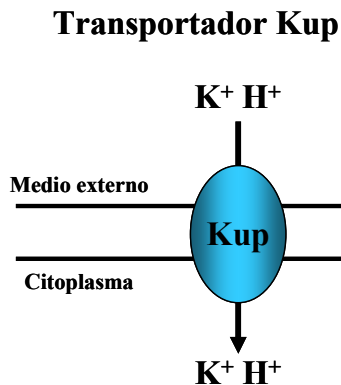 Transportador Kup
K⁺ H⁺
Medio externo
Kup
Citoplasma
K⁺ H⁺